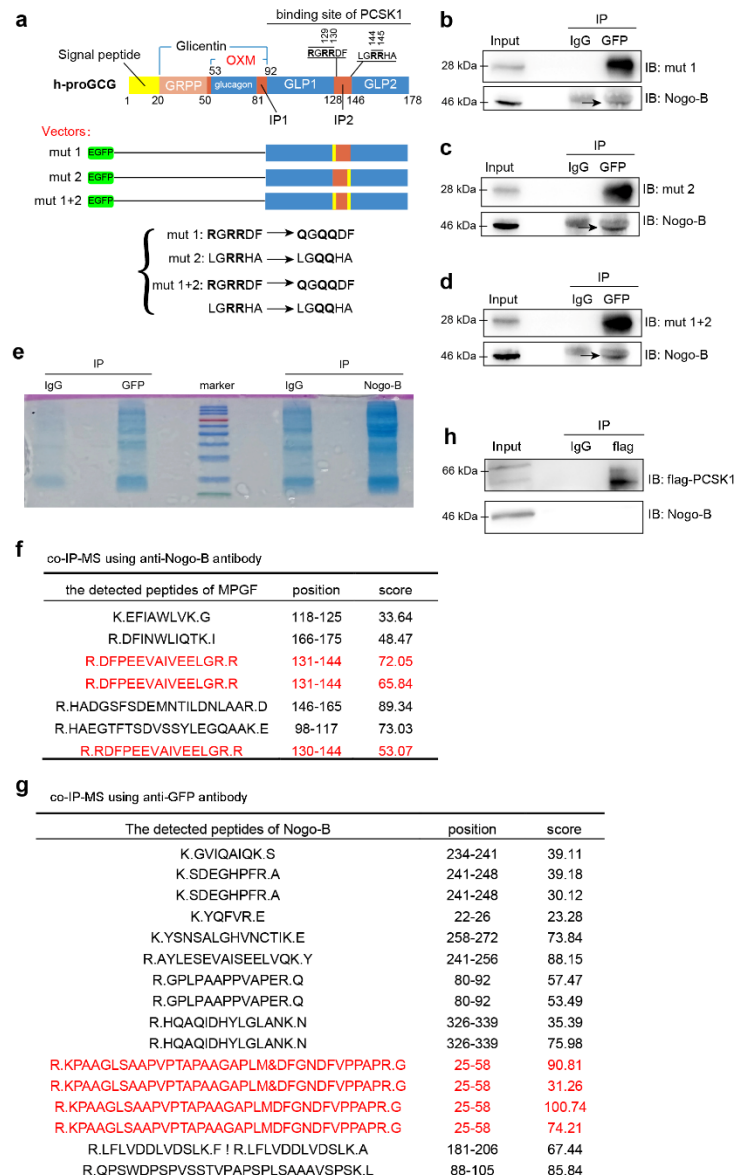 a
binding site of PCSK1
129
130
144
145
RGRRDF
LGRRHA
Signal peptide
Glicentin
OXM
53
92
h-proGCG
GRPP
glucagon
GLP1
GLP2
1
20
50
81
128
146
178
IP1
IP2
Vectors:
mut 1
EGFP
mut 2
EGFP
mut 1+2
EGFP
mut 1: RGRRDF → QGQQDF
mut 2: LGRRHA → LGQQHA
mut 1+2: RGRRDF → QGQQDF
LGRRHA → LGQQHA
b
IP
Input IgG GFP
28 kDa IB: mut 1
46 kDa IB: Nogo-B
c
IP
Input IgG GFP
28 kDa IB: mut 2
46 kDa IB: Nogo-B
d
IP
Input IgG GFP
28 kDa IB: mut 1+2
46 kDa IB: Nogo-B
e
IP IP
IgG GFP marker IgG Nogo-B
h
IP
Input IgG flag
66 kDa IB: flag-PCSK1
46 kDa IB: Nogo-B
f
co-IP-MS using anti-Nogo-B antibody
the detected peptides of MPGF position score
K.EFIAWLVK.G 118-125 33.64
R.DFINWLIQTK.I 166-175 48.47
R.DFPEEVAIVEELGR.R 131-144 72.05
R.DFPEEVAIVEELGR.R 131-144 65.84
R.HADGSFSDEMNTILDNLAAR.D 146-165 89.34
R.HAEGTFTSDVSSYLEGQAAK.E 98-117 73.03
R.RDFPEEVAIVEELGR.R 130-144 53.07
g
co-IP-MS using anti-GFP antibody
The detected peptides of Nogo-B position score
K.GVIQAIQK.S 234-241 39.11
K.SDEGHPFR.A 241-248 39.18
K.SDEGHPFR.A 241-248 30.12
K.YQFVR.E 22-26 23.28
K.YSNSALGHVNCTIK.E 258-272 73.84
R.AYLESEVAISEELVQK.Y 241-256 88.15
R.GPLPAAPPVAPER.Q 80-92 57.47
R.GPLPAAPPVAPER.Q 80-92 53.49
R.HQAQIDHYLGLANK.N 326-339 35.39
R.HQAQIDHYLGLANK.N 326-339 75.98
R.KPAAGLSAAPVPTAPAAGAPLM&DFGNDFVPPAPR.G 25-58 90.81
R.KPAAGLSAAPVPTAPAAGAPLM&DFGNDFVPPAPR.G 25-58 31.26
R.KPAAGLSAAPVPTAPAAGAPLMDFGNDFVPPAPR.G 25-58 100.74
R.KPAAGLSAAPVPTAPAAGAPLMDFGNDFVPPAPR.G 25-58 74.21
R.LFLVDDLVDSLK.F ! R.LFLVDDLVDSLK.A 181-206 67.44
R.QPSWDPSPVSSTVPAPSPLSAAAVSPSK.L 88-105 85.84